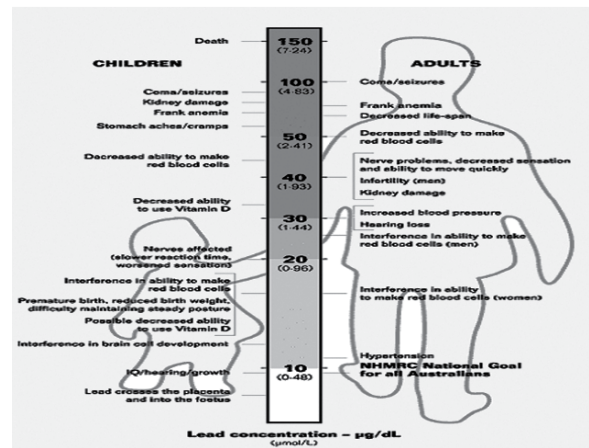 CHILDREN
ADULTS
Death
Coma/seizures
Kidney damage
Frank anemia
Stomach aches/cramps
Decreased ability to make
red blood cells
Decreased ability
to use Vitamin D
Nerves affected
(slower reaction time,
worsened sensation)
Interference in ability to make
red blood cells
Premature birth, reduced birth weight,
difficulty maintaining steady posture
Possible decreased ability
to use Vitamin D
Interference in brain cell development
IQ/hearing/growth
Lead crosses the placenta
and into the foetus
150
(7·24)
100
(4·83)
50
(2·41)
40
(1·93)
30
(1·44)
20
(0·96)
10
(0·48)
Coma/seizures
Frank anemia
Decreased life-span
Decreased ability to make
red blood cells
Nerve problems, decreased sensation
and ability to move quickly
Infertility (men)
Kidney damage
Increased blood pressure
Hearing loss
Interference in ability to make
red blood cells (men)
Interference in ability
to make red blood cells (women)
Hypertension
NHMRC National Goal
for all Australians
Lead concentration – µg/dL
(µmol/L)